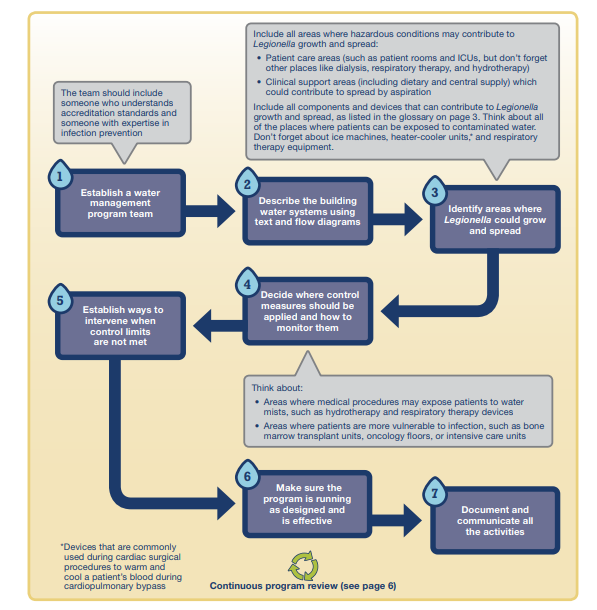 Include all areas where hazardous conditions may contribute to
Legionella growth and spread:
• Patient care areas (such as patient rooms and ICUs, but don't forget
other places like dialysis, respiratory therapy, and hydrotherapy)
• Clinical support areas (including dietary and central supply) which
could contribute to spread by aspiration
Include all components and devices that can contribute to Legionella
growth and spread, as listed in the glossary on page 3. Think about all
of the places where patients can be exposed to contaminated water.
Don't forget about ice machines, heater-cooler units,* and respiratory
therapy equipment.
The team should include
someone who understands
accreditation standards and
someone with expertise in
infection prevention
1
Establish a water
management
program team
2
Describe the building
water systems using
text and flow diagrams
3
Identify areas where
Legionella could grow
and spread
4
Decide where control
measures should be
applied and how to
monitor them
5
Establish ways to
intervene when
control limits
are not met
Think about:
• Areas where medical procedures may expose patients to water
mists, such as hydrotherapy and respiratory therapy devices
• Areas where patients are more vulnerable to infection, such as bone
marrow transplant units, oncology floors, or intensive care units
6
Make sure the
program is running
as designed and
is effective
7
Document and
communicate all
the activities
*Devices that are commonly
used during cardiac surgical
procedures to warm and
cool a patient's blood during
cardiopulmonary bypass
Continuous program review (see page 6)